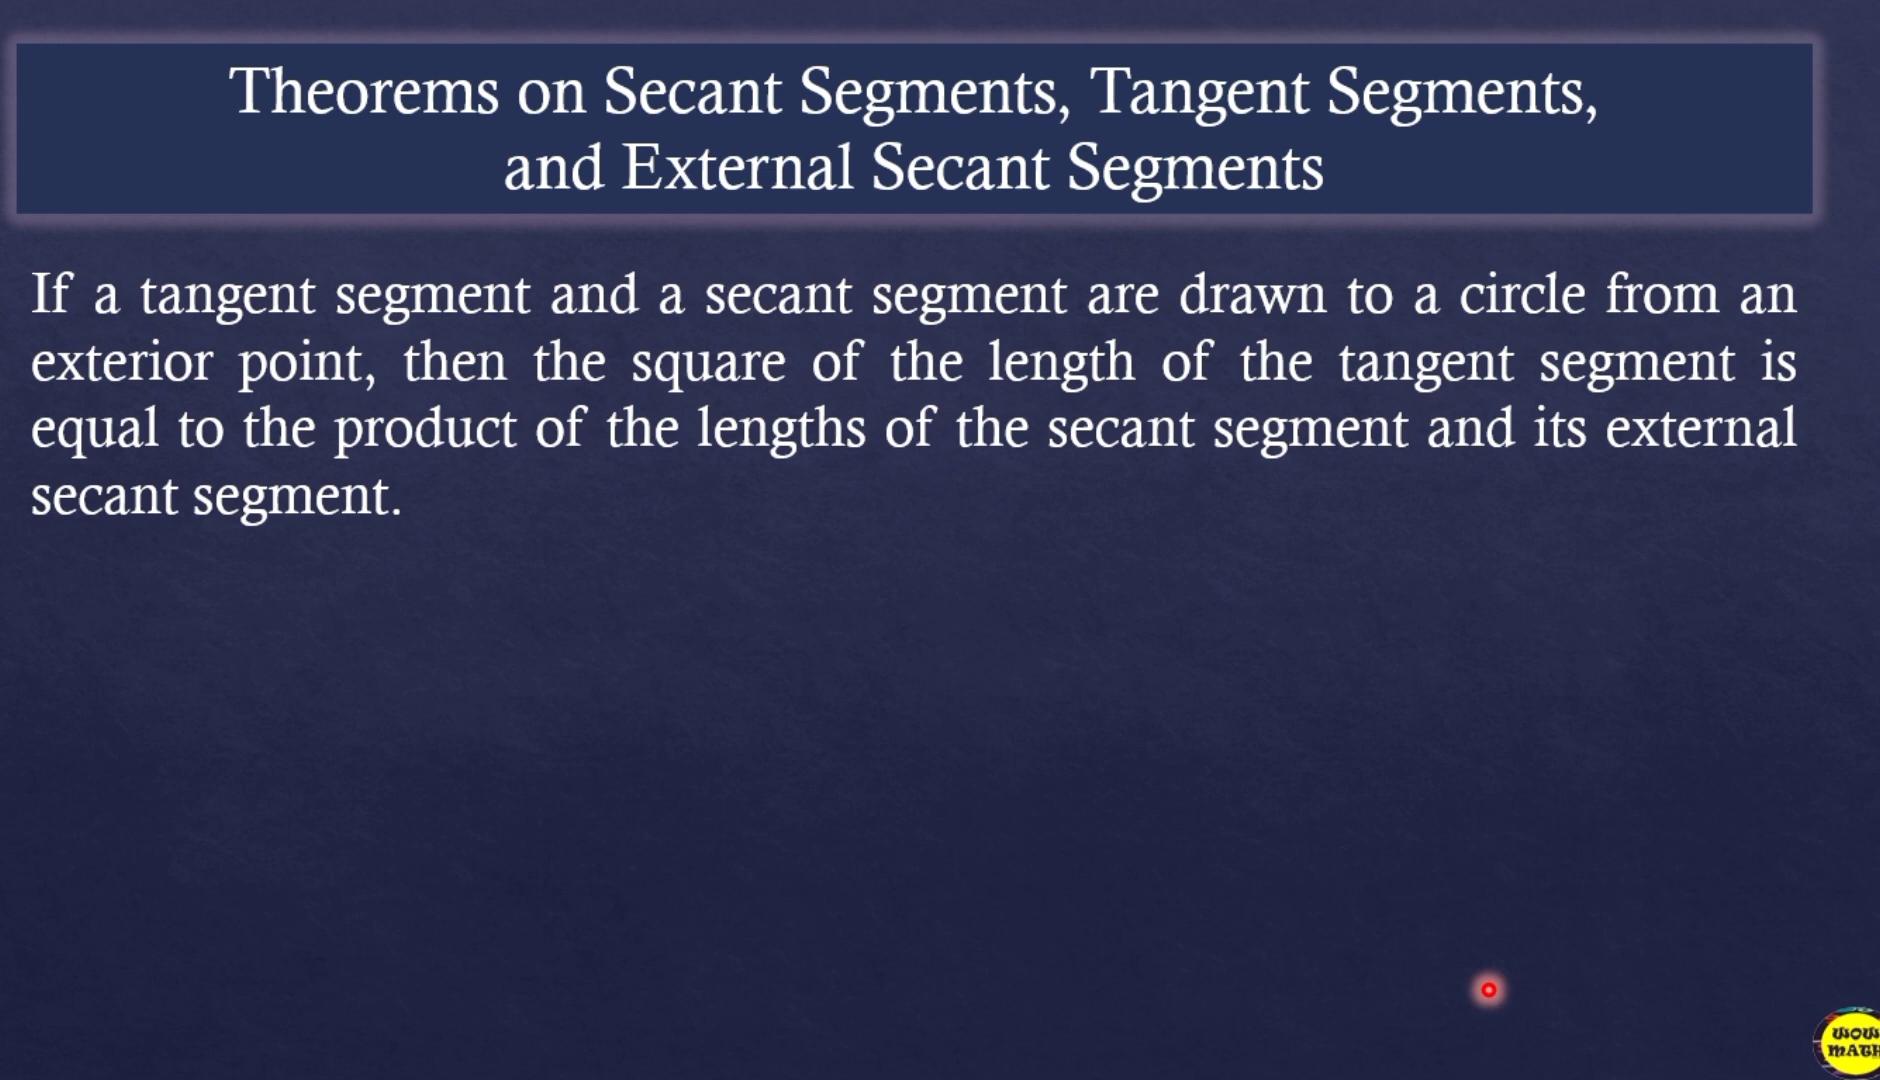 Theorems on Secant Segments, Tangent Segments,
and External Secant Segments
If a tangent segment and a secant segment are drawn to a circle from an
exterior point, then the square of the length of the tangent segment is
equal to the product of the lengths of the secant segment and its external
secant segment.
WOW
MATH